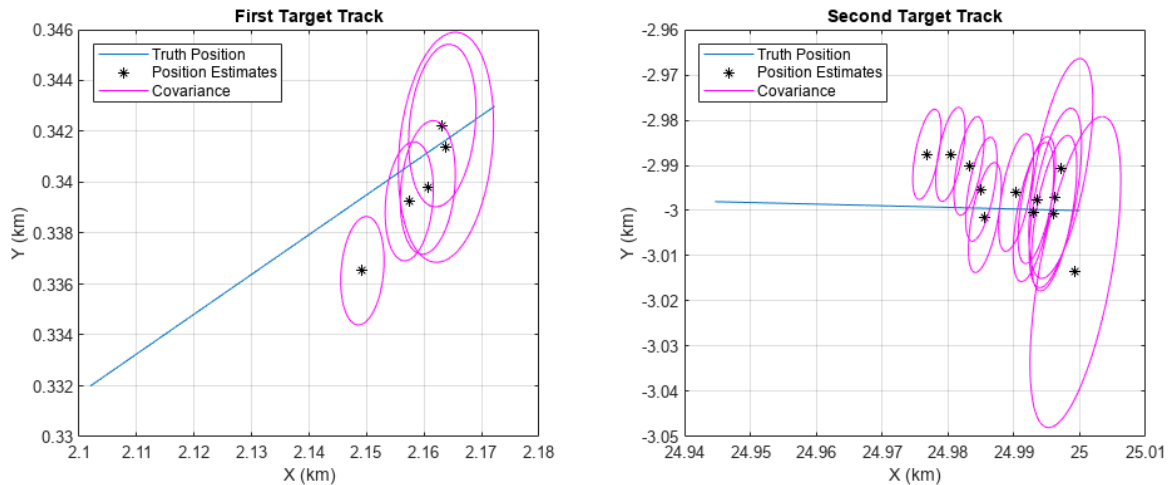 First Target Track
0.346
0.344
0.342
0.34
0.338
0.336
0.334
0.332
0.33
Y (km)
Truth Position
Position Estimates
Covariance
2.1 2.11 2.12 2.13 2.14 2.15 2.16 2.17 2.18
X (km)
Second Target Track
-2.96
-2.97
-2.98
-2.99
-3
-3.01
-3.02
-3.03
-3.04
-3.05
Y (km)
Truth Position
Position Estimates
Covariance
24.94 24.95 24.96 24.97 24.98 24.99 25 25.01
X (km)